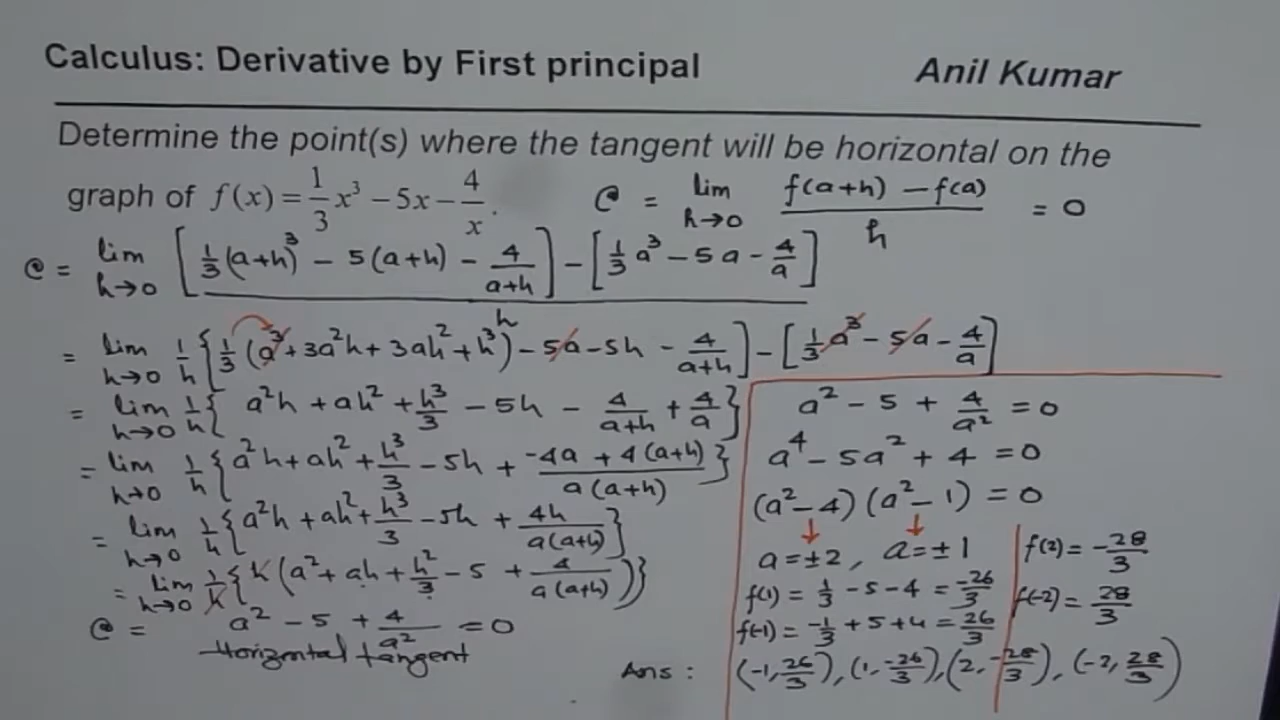 Calculus: Derivative by First principal
Anil Kumar
Determine the point(s) where the tangent will be horizontal on the
graph of f(x) = 1/3 x³ − 5x − 4/x.
m = lim h→0 (f(a+h) − f(a))/h = 0
m = lim h→0 ([1/3 (a+h)³ − 5(a+h) − 4/(a+h)] − [1/3 a³ − 5a − 4/a])/h
= lim h→0 1/h {1/3 (a³ + 3a²h + 3ah² + h³) − 5a − 5h − 4/(a+h)] − [1/3 a³ − 5a − 4/a]
= lim h→0 1/h { a²h + ah² + h³/3 − 5h − 4/(a+h) + 4/a }
= lim h→0 1/h { a²h + ah² + h³/3 − 5h + (−4a + 4(a+h))/(a(a+h)) }
= lim h→0 1/h { a²h + ah² + h³/3 − 5h + 4h/(a(a+h)) }
= lim h→0 1/h { h (a² + ah + h²/3 − 5 + 4/(a(a+h))) }
m = a² − 5 + 4/a² = 0
Horizontal tangent
a² − 5 + 4/a² = 0
a⁴ − 5a² + 4 = 0
(a² − 4)(a² − 1) = 0
a = ±2, a = ±1
f(1) = 1/3 − 5 − 4 = −26/3
f(−1) = −1/3 + 5 + 4 = 26/3
f(2) = −28/3
f(−2) = 28/3
Ans : (−1, 26/3), (1, −26/3), (2, −28/3), (−2, 28/3)